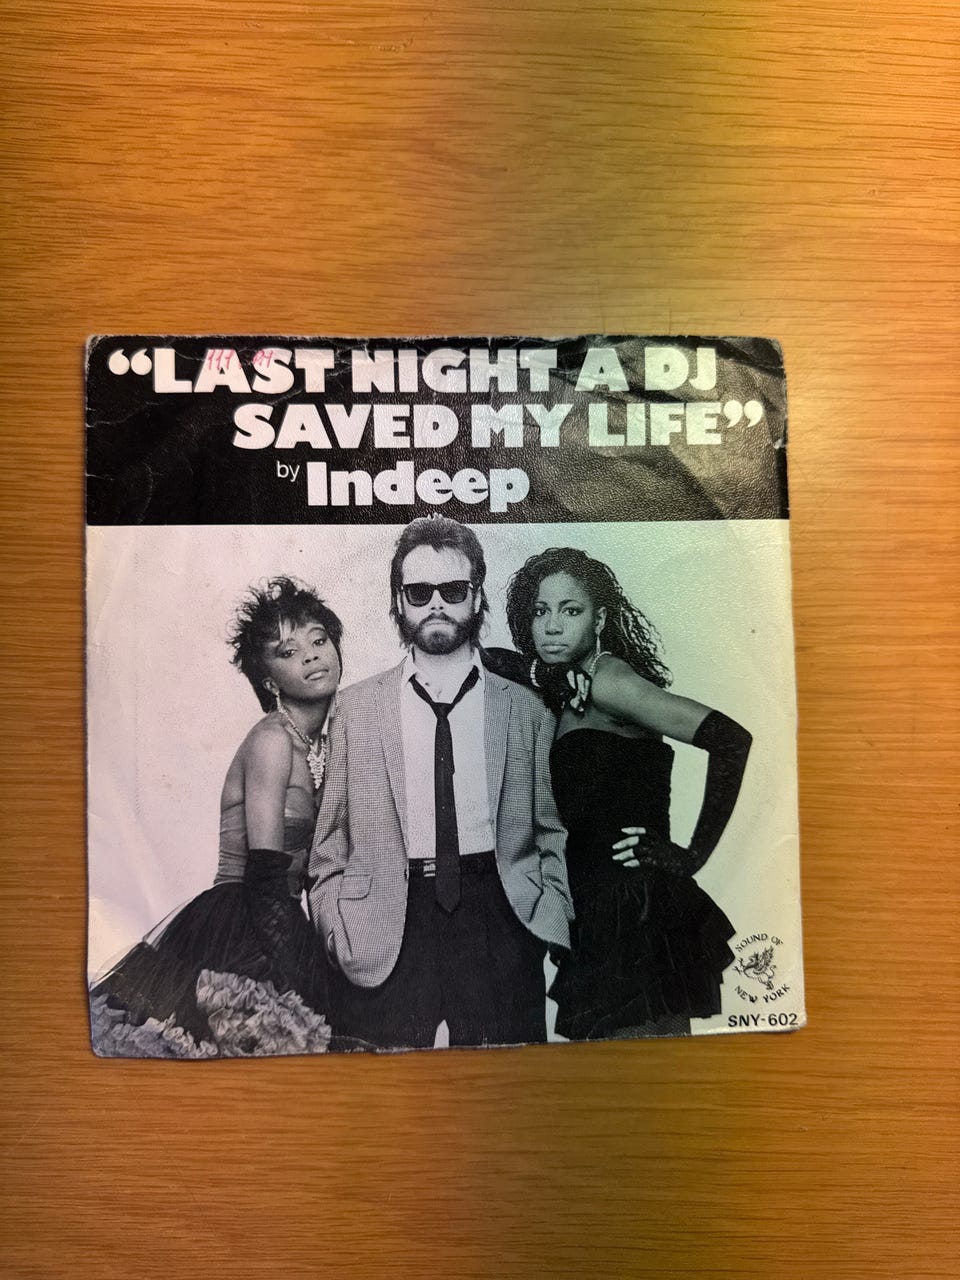 “LAST NIGHT A DJ
SAVED MY LIFE”
by Indeep
SOUND OF
NEW YORK
SNY-602